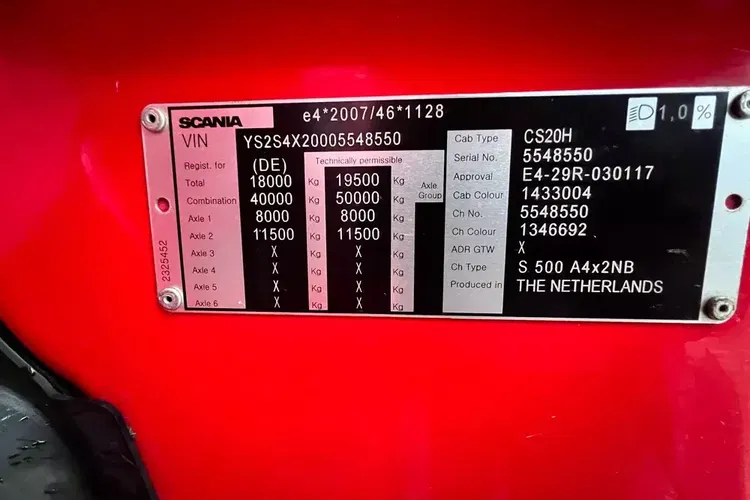 SCANIA e4*2007/46*1128 1,0 %
VIN YS2S4X20005548550
Regist. for (DE) Technically permissible
Total 18000 Kg 19500 Kg Axle Group
Combination 40000 Kg 50000 Kg
Axle 1 8000 Kg 8000 Kg
Axle 2 11500 Kg 11500 Kg
Axle 3 X Kg X Kg
Axle 4 X Kg X Kg
Axle 5 X Kg X Kg
Axle 6 X Kg X Kg
Cab Type CS20H
Serial No. 5548550
Approval E4-29R-030117
Cab Colour 1433004
Ch No. 5548550
Ch Colour 1346692
ADR GTW X
Ch Type S 500 A4x2NB
Produced in THE NETHERLANDS
2325452